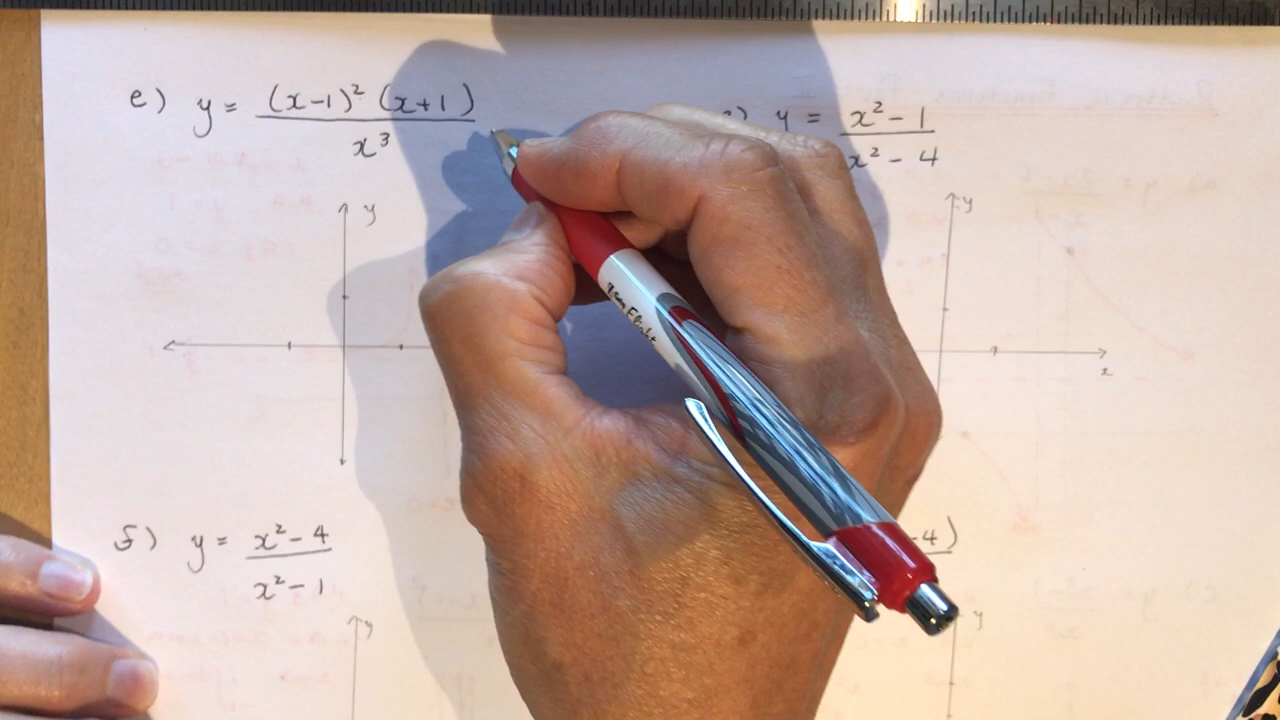 e) y = (x-1)² (x+1)
x³
y = x² - 1
x² - 4
y
y
x
f) y = x² - 4
x² - 1
-4)
y
y